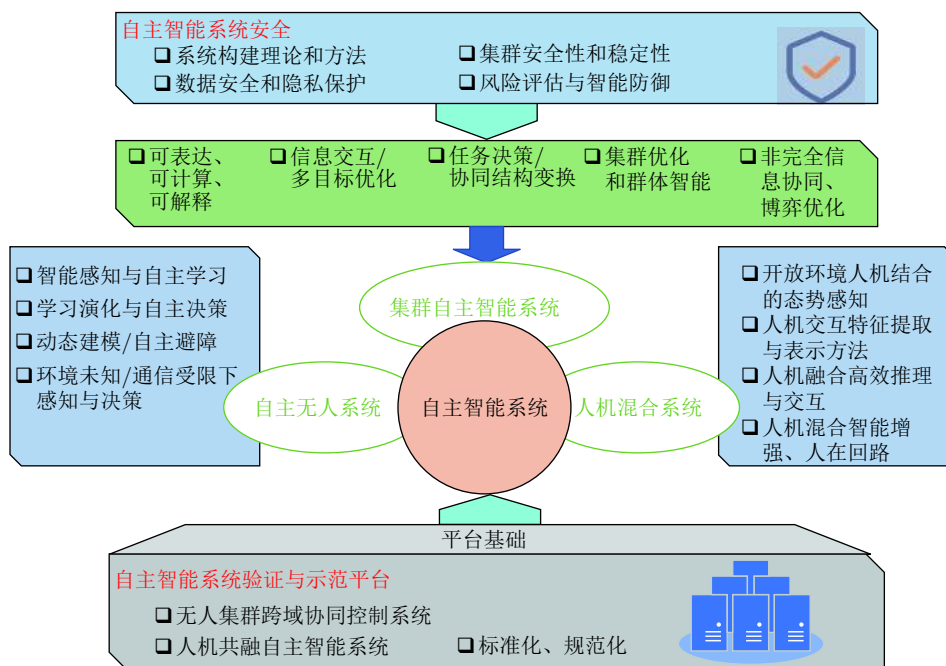 自主智能系统安全
❑系统构建理论和方法
❑集群安全性和稳定性
❑数据安全和隐私保护
❑风险评估与智能防御
❑可表达、
可计算、
可解释
❑信息交互/
多目标优化
❑任务决策/
协同结构变换
❑集群优化
和群体智能
❑非完全信
息协同、
博弈优化
❑智能感知与自主学习
❑学习演化与自主决策
❑动态建模/自主避障
❑环境未知/通信受限下
感知与决策
集群自主智能系统
自主无人系统
自主智能系统
人机混合系统
❑开放环境人机结合
的态势感知
❑人机交互特征提取
与表示方法
❑人机融合高效推理
与交互
❑人机混合智能增
强、人在回路
平台基础
自主智能系统验证与示范平台
❑无人集群跨域协同控制系统
❑人机共融自主智能系统
❑标准化、规范化